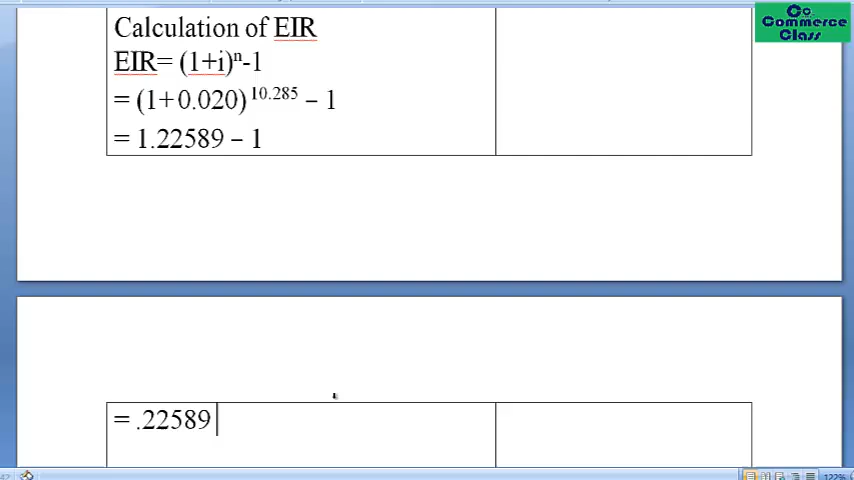 Co
Commerce
Class
Calculation of EIR
EIR= (1+i)ⁿ-1
= (1+0.020)¹⁰·²⁸⁵ – 1
= 1.22589 – 1
= .22589
122%